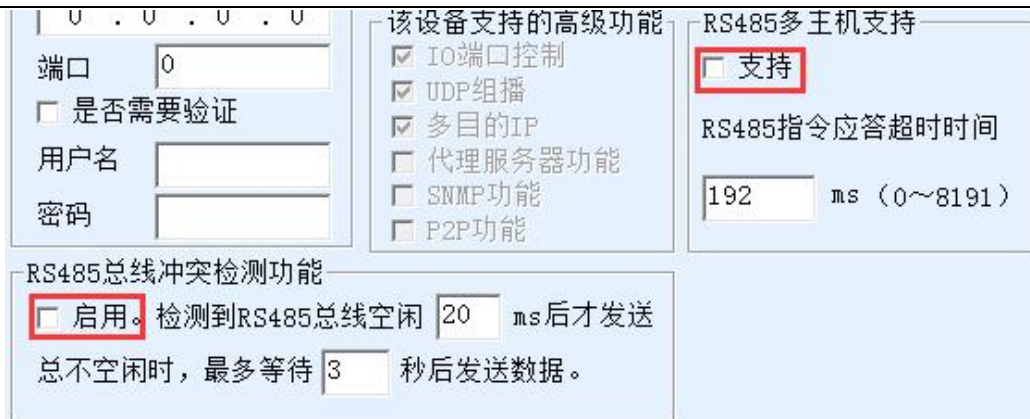 0 . 0 . 0 . 0
端口 0
是否需要验证
用户名
密码
该设备支持的高级功能
IO端口控制
UDP组播
多目的IP
代理服务器功能
SNMP功能
P2P功能
RS485多主机支持
支持
RS485指令应答超时时间
192 ms（0～8191）
RS485总线冲突检测功能
启用。检测到RS485总线空闲 20 ms后才发送
总不空闲时，最多等待 3 秒后发送数据。